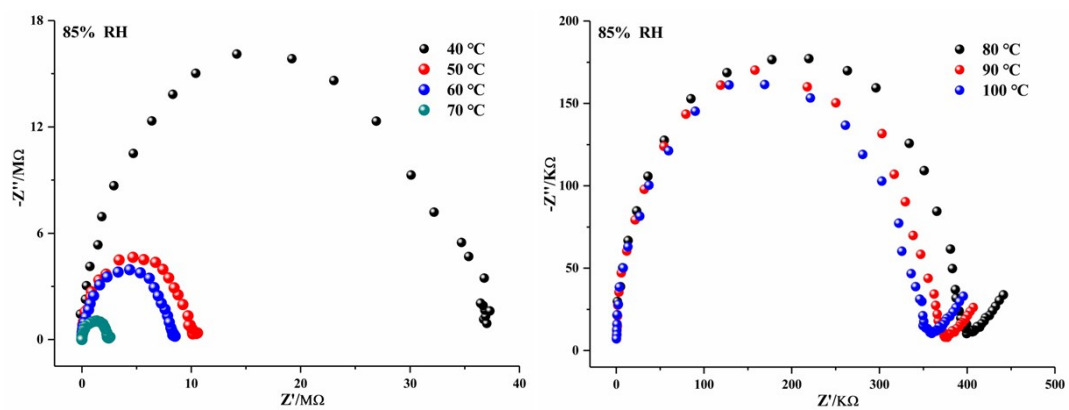 85% RH
40 °C
50 °C
60 °C
70 °C
18
12
6
0
-Z''/MΩ
0 10 20 30 40
Z'/MΩ
85% RH
80 °C
90 °C
100 °C
200
150
100
50
0
-Z''/KΩ
0 100 200 300 400 500
Z'/KΩ